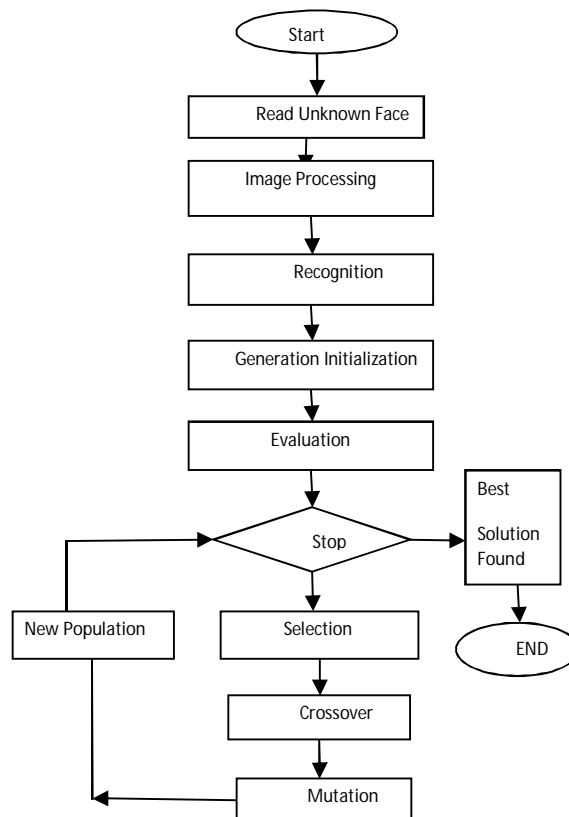 Start
Read Unknown Face
Image Processing
Recognition
Generation Initialization
Evaluation
Best
Solution
Found
Stop
New Population
Selection
END
Crossover
Mutation